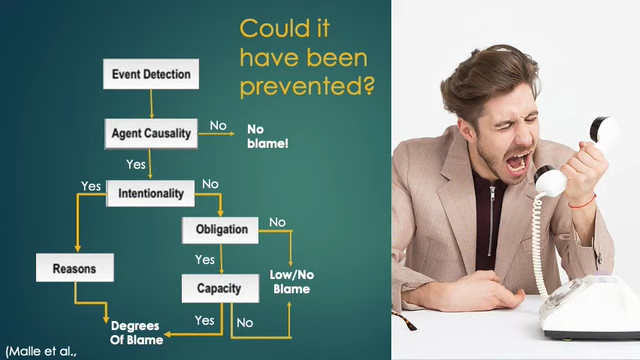 Could it
have been
prevented?
Event Detection
Agent Causality
No
No
blame!
Yes
Intentionality
Yes
No
Obligation
No
Yes
Reasons
Capacity
Low/No
Blame
Yes
No
Degrees
Of Blame
(Malle et al.,